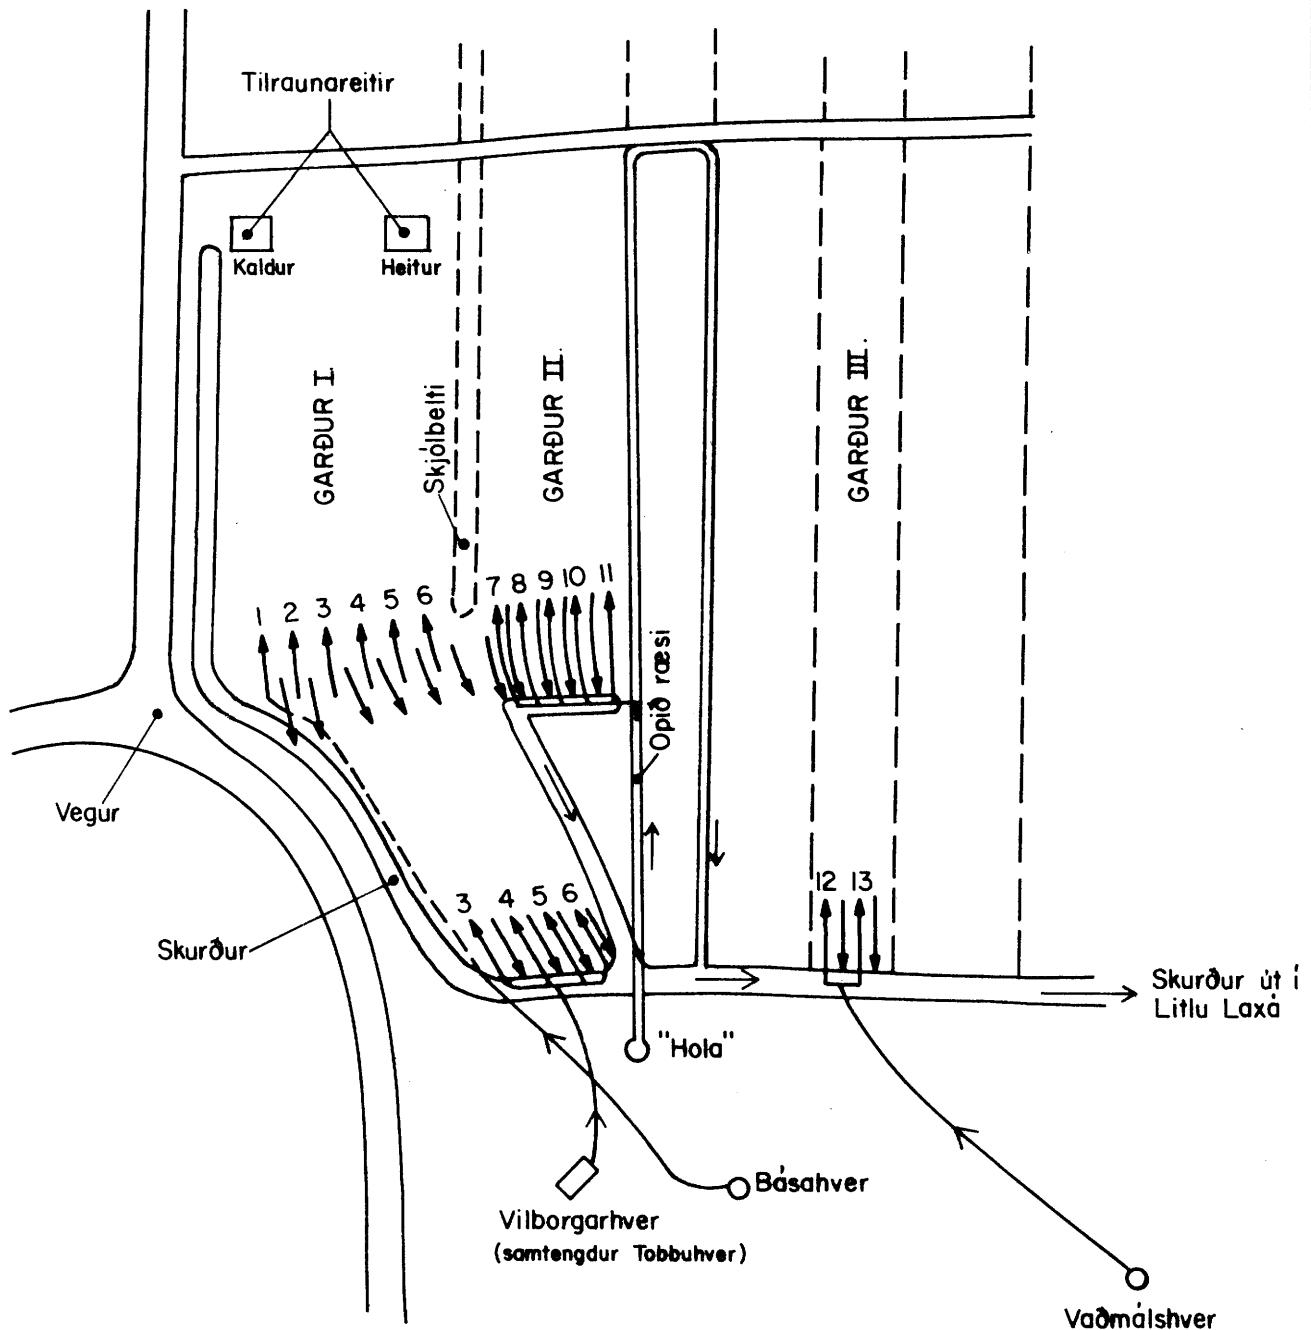 Tilraunareitir
Kaldur
Heitur
GARÐUR I.
Skjólbelti
GARÐUR II.
GARÐUR III.
1 2 3 4 5 6 7 8 9 10 11
Opið ræsi
Vegur
3 4 5 6
12 13
Skurður
Skurður út í
Litlu Laxá
"Hola"
Básahver
Vilborgarhver
(samtengdur Tobbuhver)
Vaðmálshver